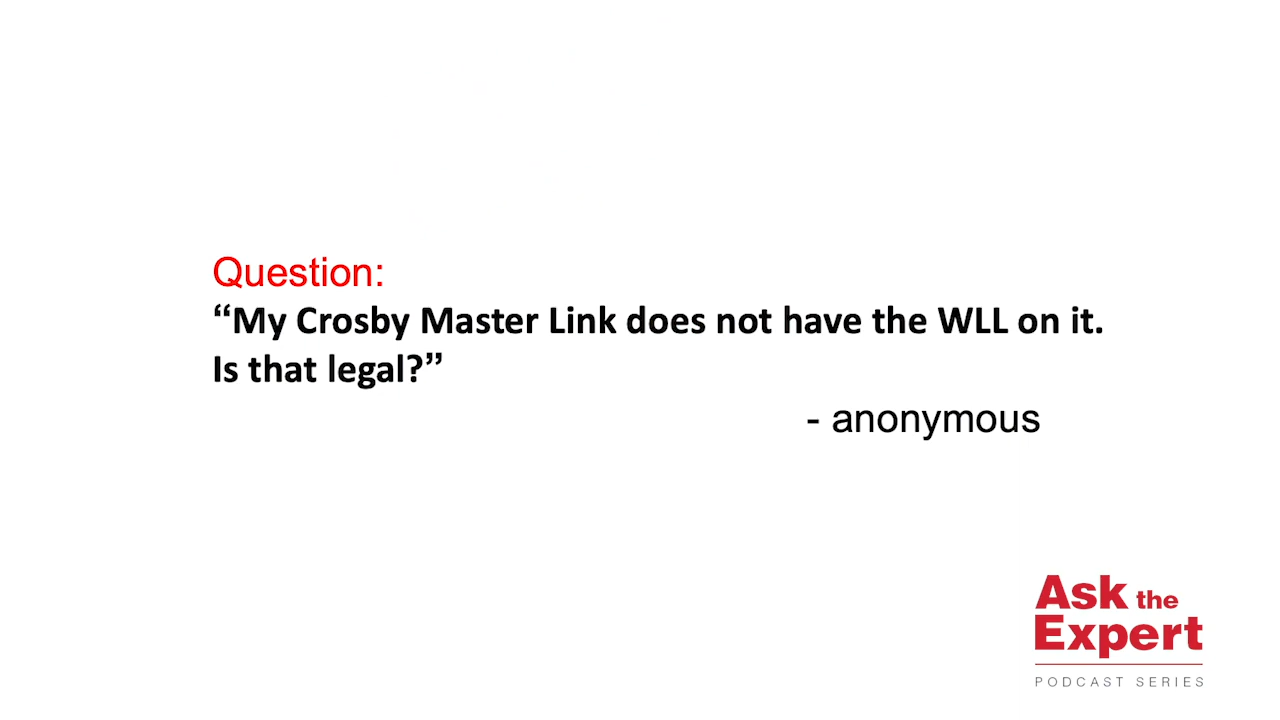 Question:
“My Crosby Master Link does not have the WLL on it.
Is that legal?”
- anonymous
Ask the
Expert
PODCAST SERIES